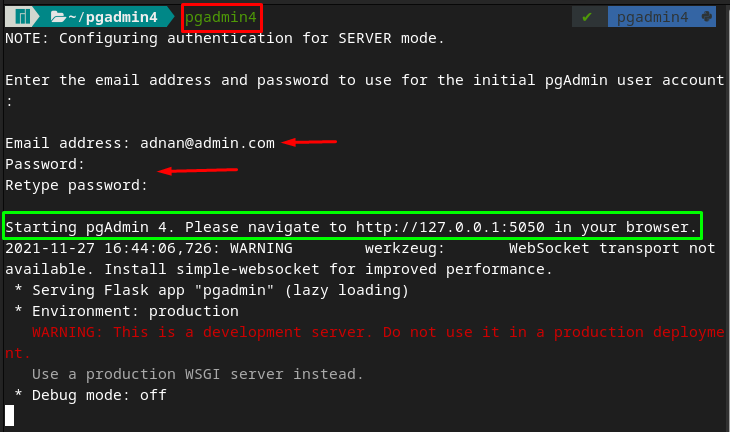 ~/pgadmin4 pgadmin4 ✔ pgadmin4
NOTE: Configuring authentication for SERVER mode.
Enter the email address and password to use for the initial pgAdmin user account
:
Email address: adnan@admin.com
Password:
Retype password:
Starting pgAdmin 4. Please navigate to http://127.0.0.1:5050 in your browser.
2021-11-27 16:44:06,726: WARNING werkzeug: WebSocket transport not
available. Install simple-websocket for improved performance.
* Serving Flask app "pgadmin" (lazy loading)
* Environment: production
WARNING: This is a development server. Do not use it in a production deployme
nt.
Use a production WSGI server instead.
* Debug mode: off